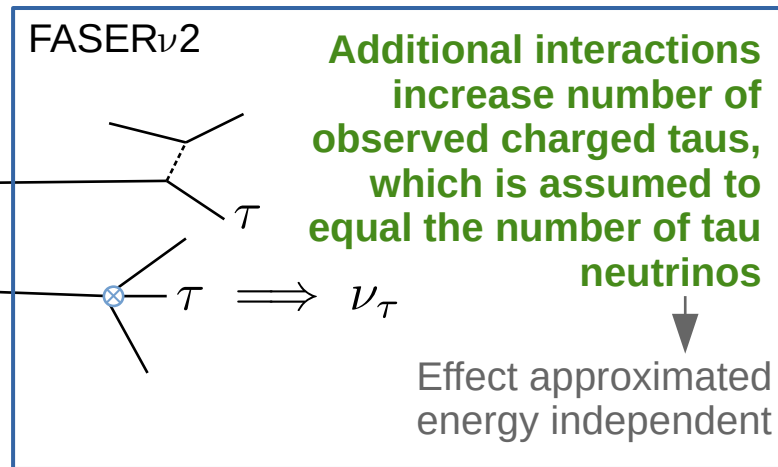 FASERν2
Additional interactions
increase number of
observed charged taus,
which is assumed to
equal the number of tau
neutrinos
τ
τ ⟹ ν_τ
Effect approximated
energy independent